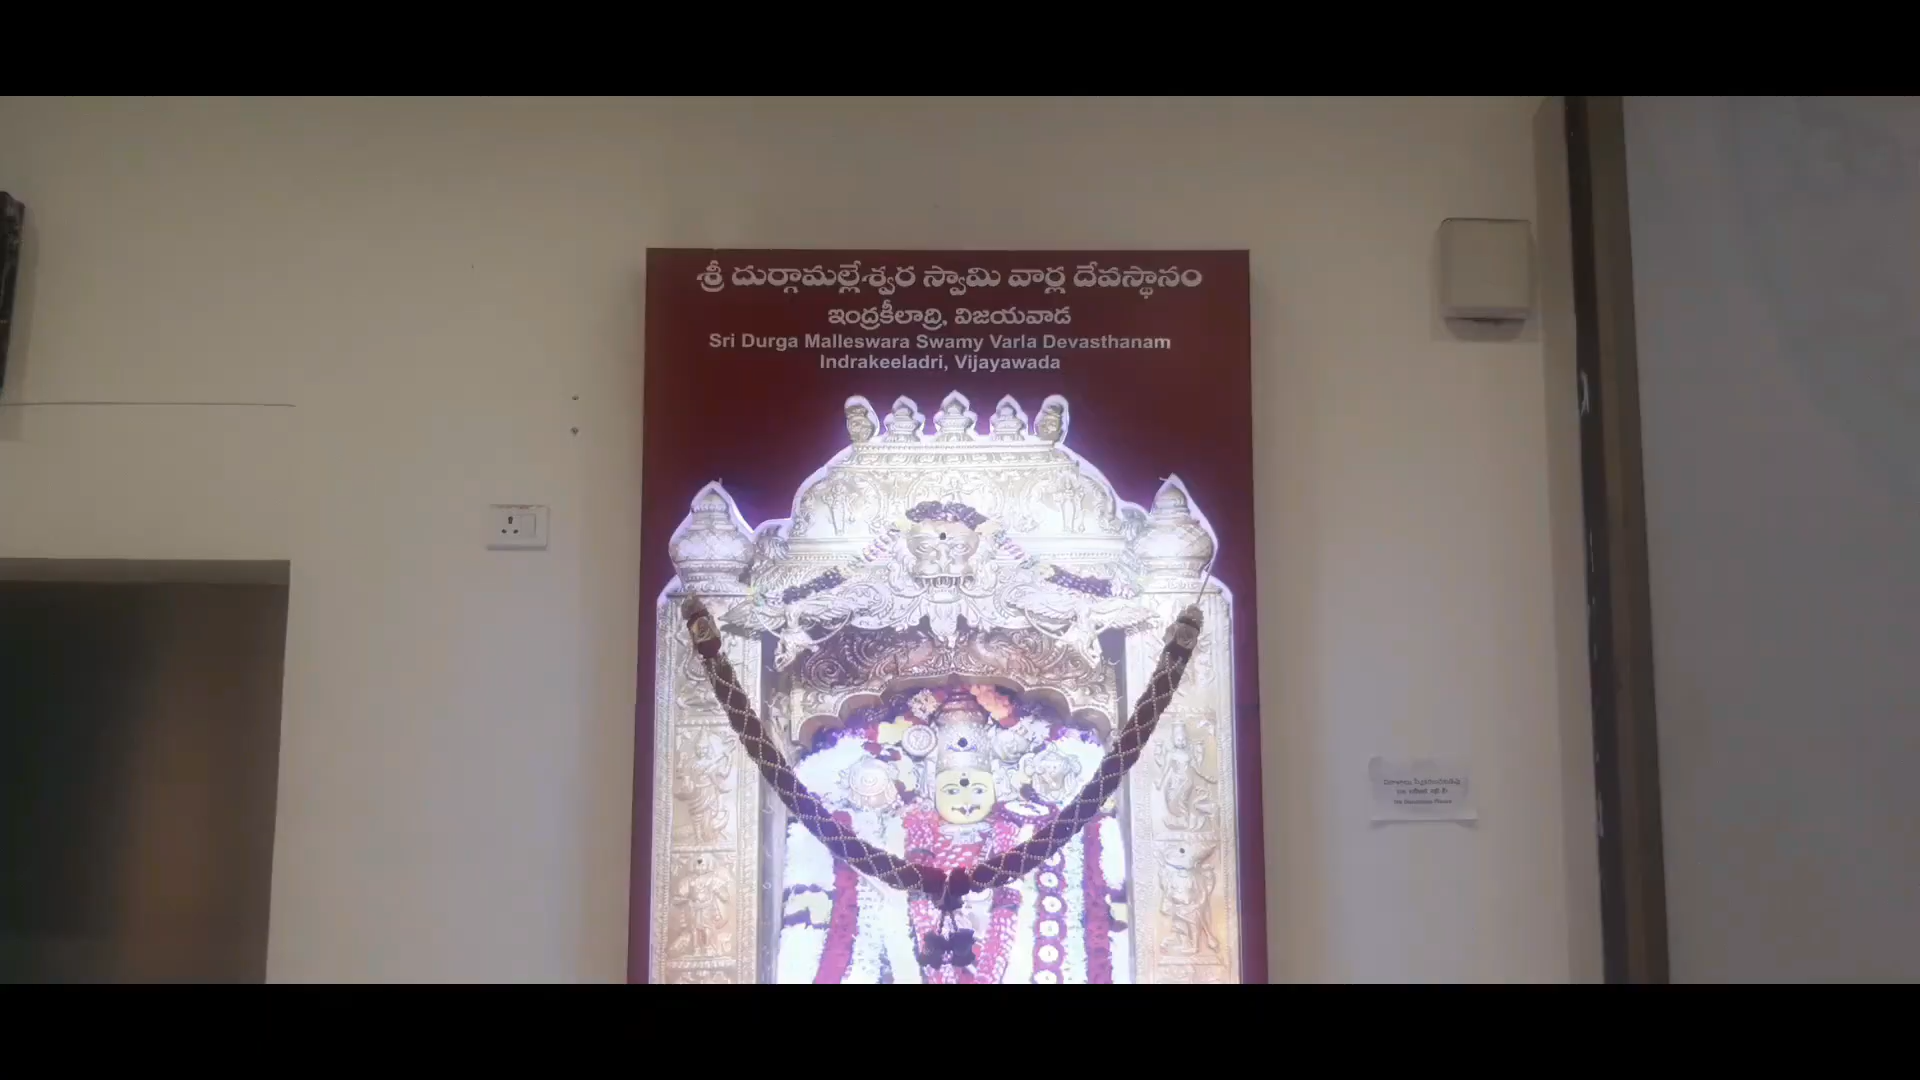 శ్రీ దుర్గామల్లేశ్వర స్వామి వార్ల దేవస్థానం
ఇంద్రకీలాద్రి, విజయవాడ
Sri Durga Malleswara Swamy Varla Devasthanam
Indrakeeladri, Vijayawada